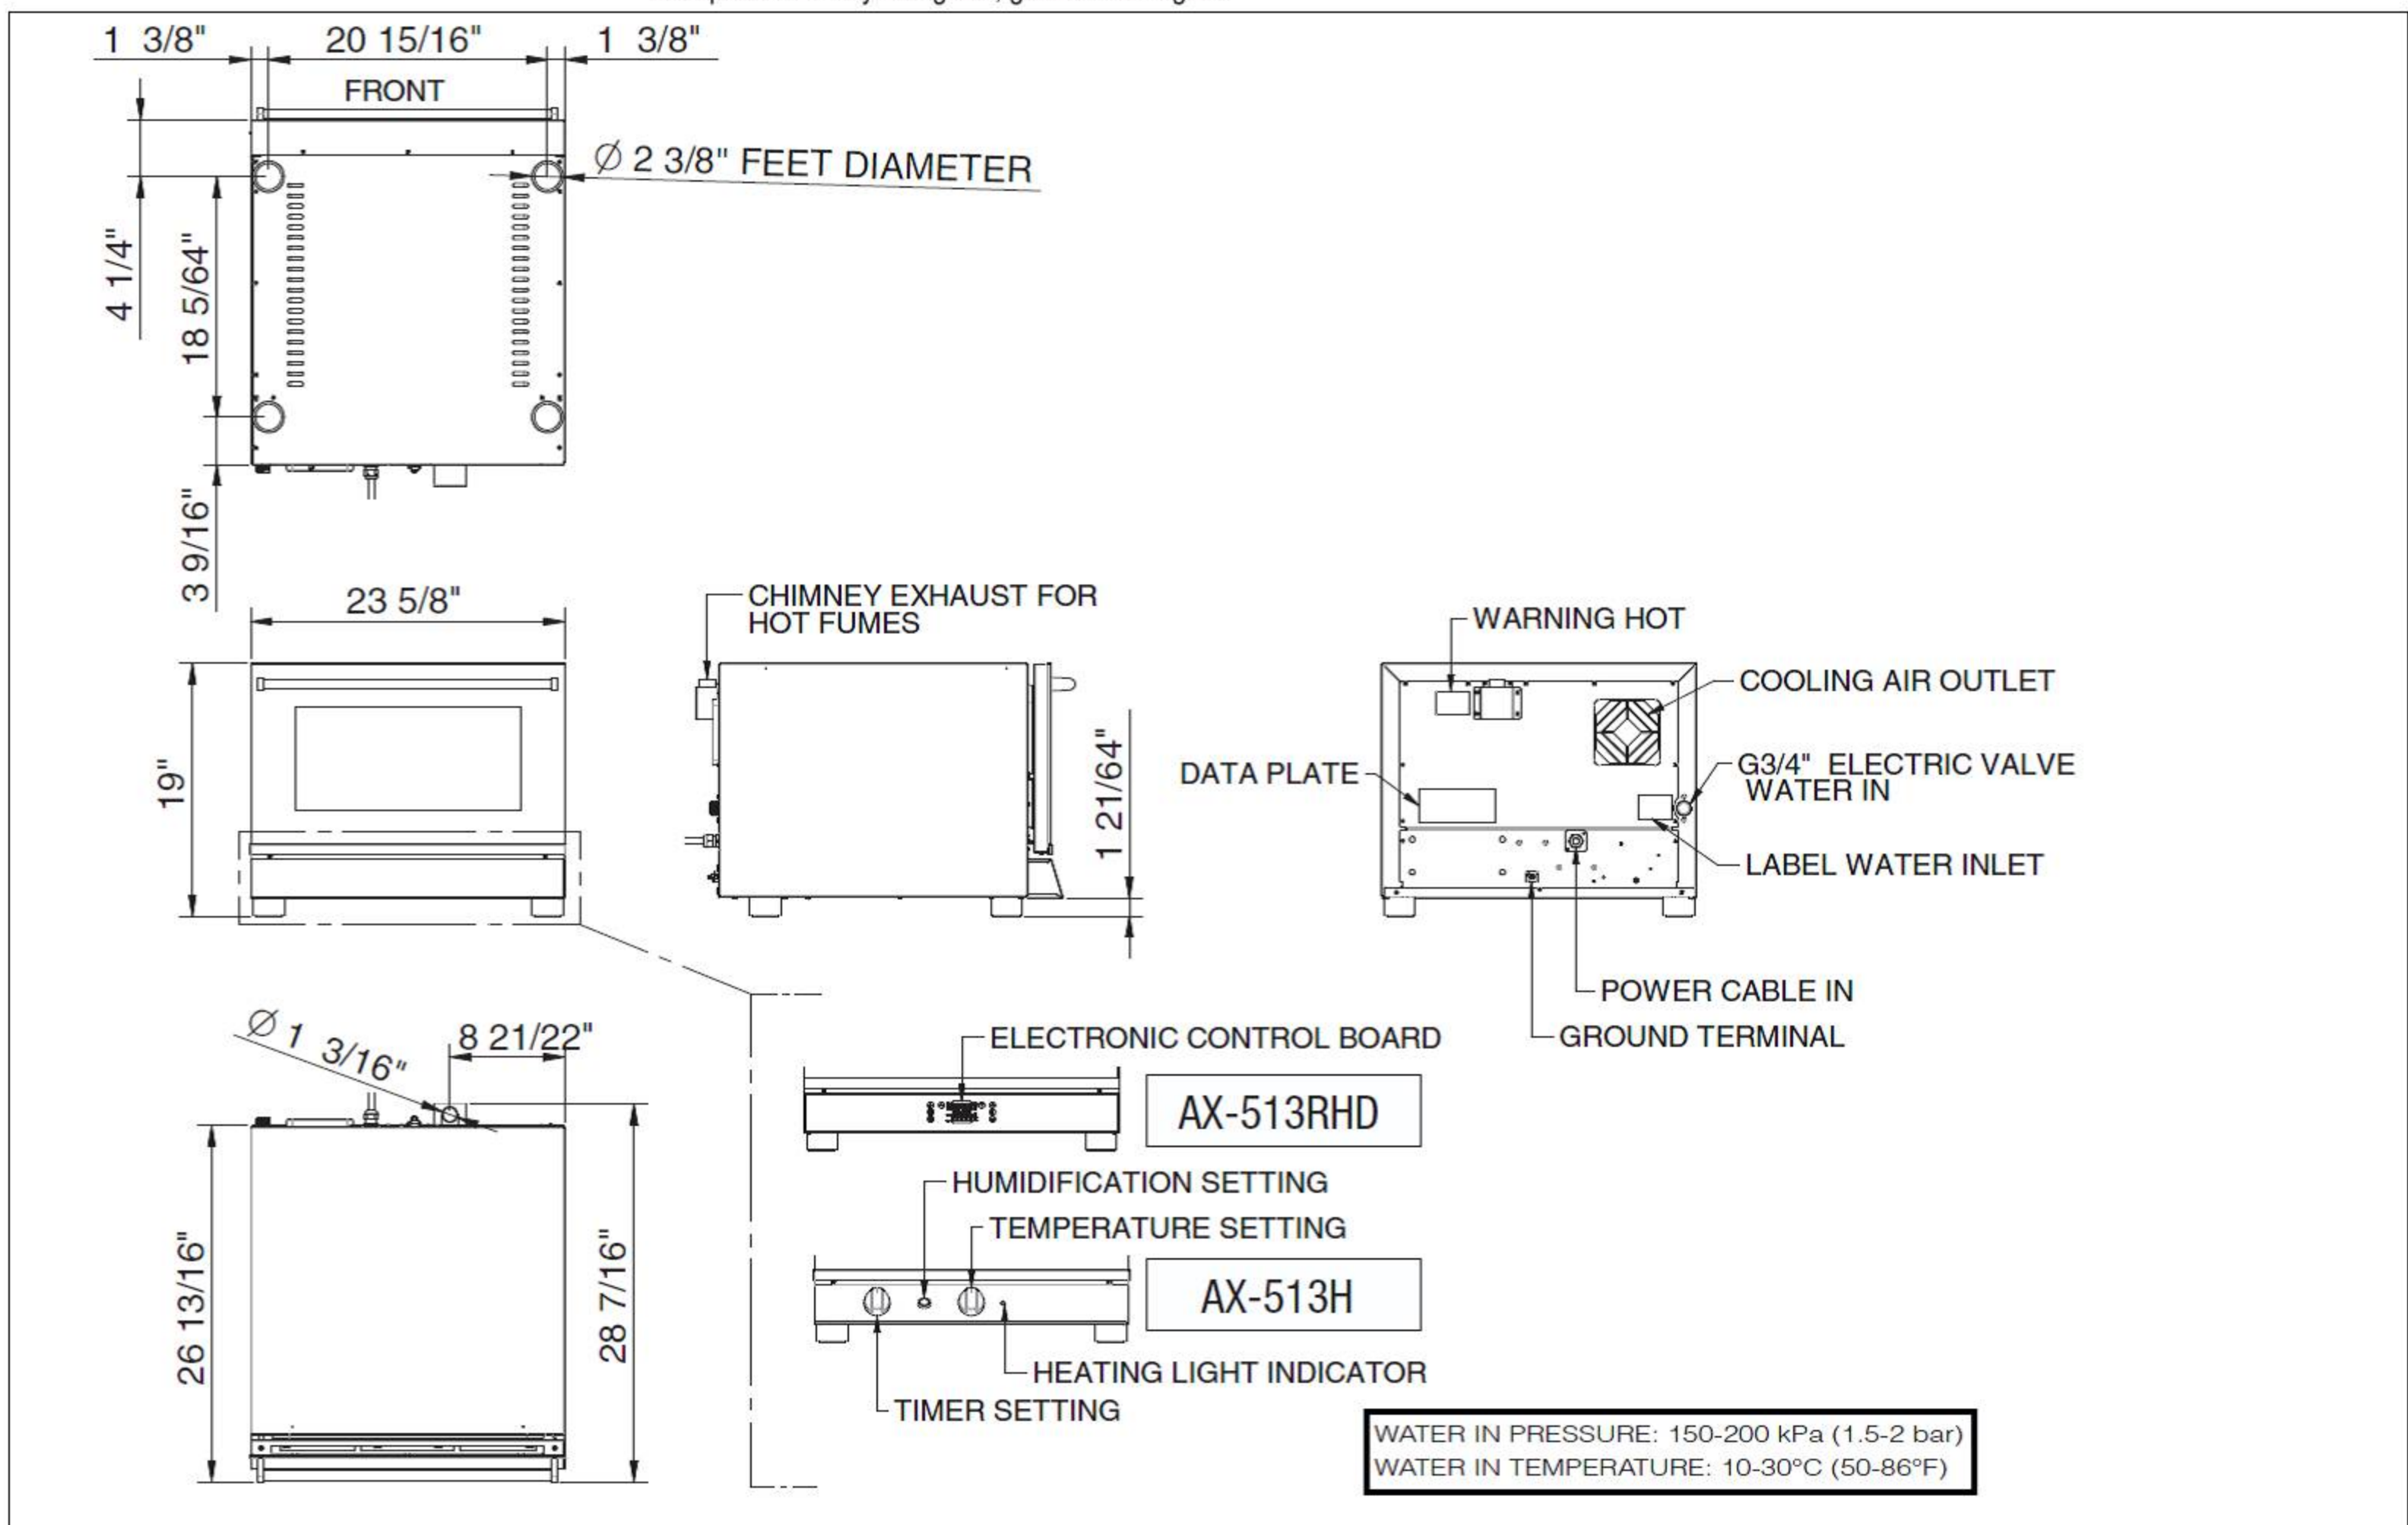 1 3/8"
20 15/16"
1 3/8"
FRONT
Ø 2 3/8" FEET DIAMETER
4 1/4"
18 5/64"
3 9/16"
23 5/8"
19"
CHIMNEY EXHAUST FOR
HOT FUMES
1 21/64"
WARNING HOT
COOLING AIR OUTLET
DATA PLATE
G3/4" ELECTRIC VALVE
WATER IN
LABEL WATER INLET
POWER CABLE IN
GROUND TERMINAL
Ø 1 3/16"
8 21/22"
26 13/16"
28 7/16"
ELECTRONIC CONTROL BOARD
AX-513RHD
HUMIDIFICATION SETTING
TEMPERATURE SETTING
AX-513H
HEATING LIGHT INDICATOR
TIMER SETTING
WATER IN PRESSURE: 150-200 kPa (1.5-2 bar)
WATER IN TEMPERATURE: 10-30°C (50-86°F)